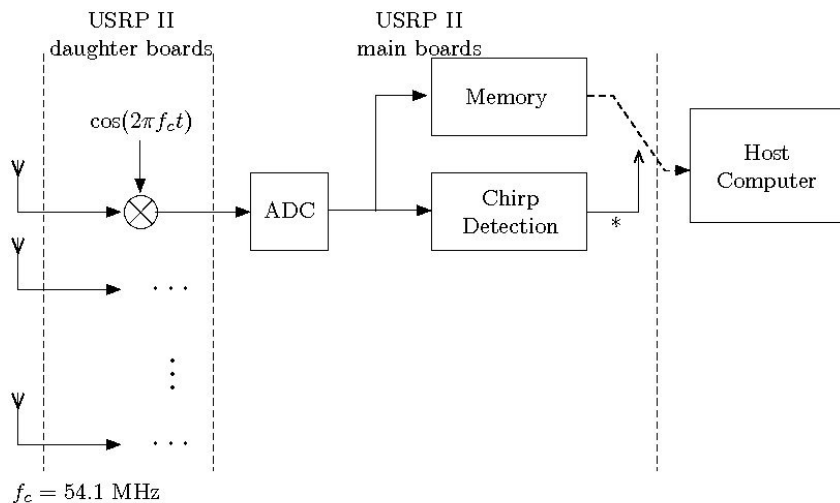 USRP II
daughter boards
USRP II
main boards
cos(2πf_c t)
Memory
ADC
Chirp
Detection
*
Host
Computer
f_c = 54.1 MHz